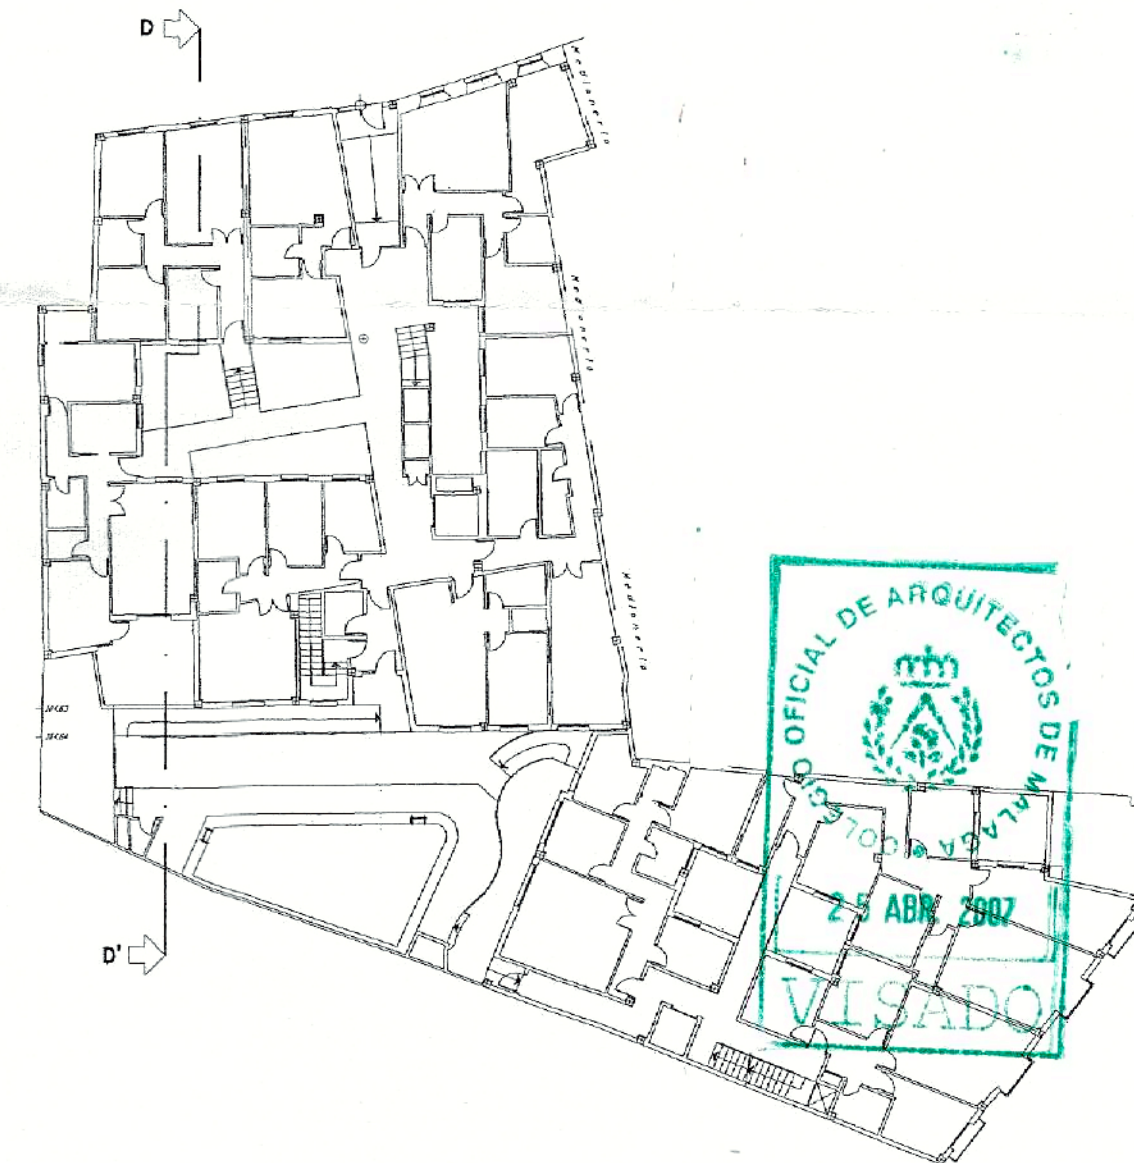 D
Medianería
Medianería
Medianería
COLEGIO OFICIAL DE ARQUITECTOS DE MALAGA
25 ABR. 2007
VISADO
D'